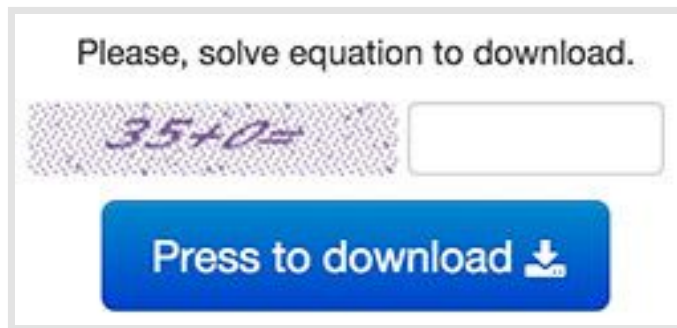 Please, solve equation to download.
35+0=
Press to download